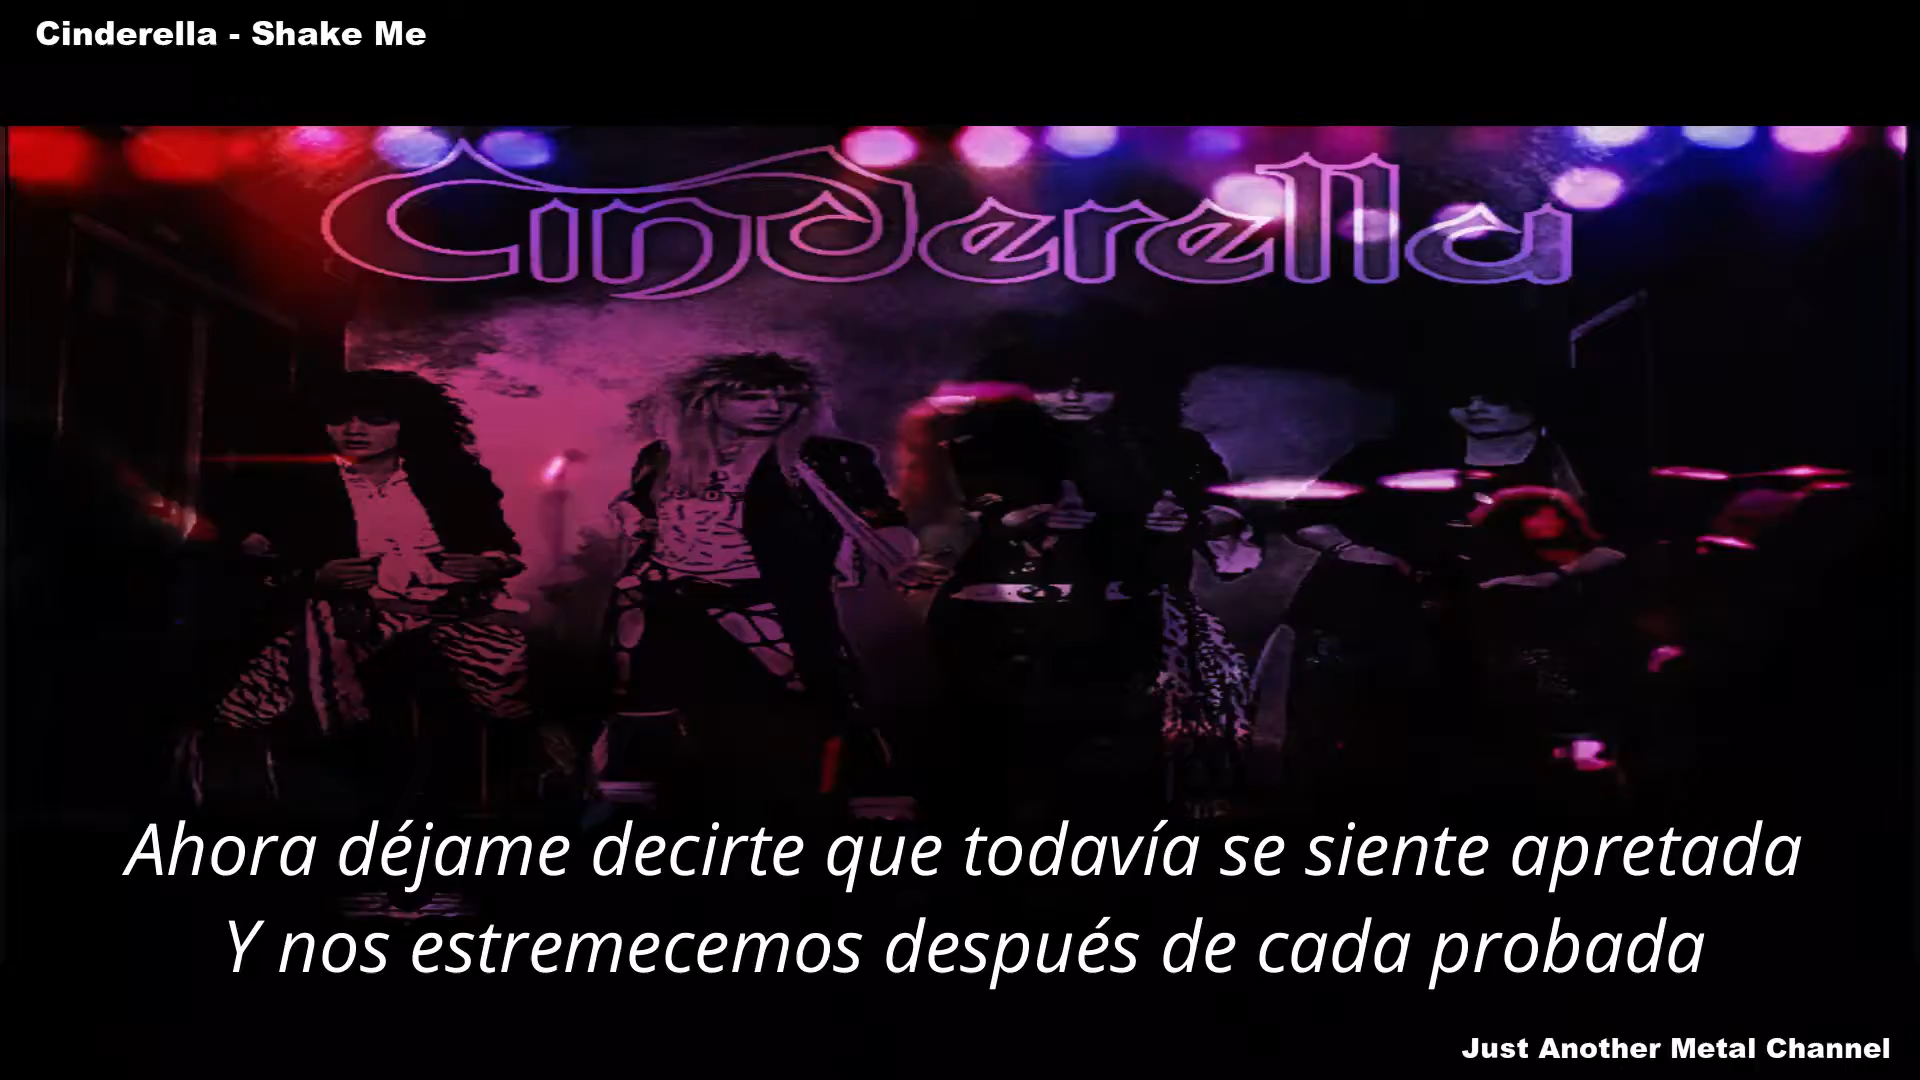 Cinderella - Shake Me
Cinderella
Ahora déjame decirte que todavía se siente apretada
Y nos estremecemos después de cada probada
Just Another Metal Channel